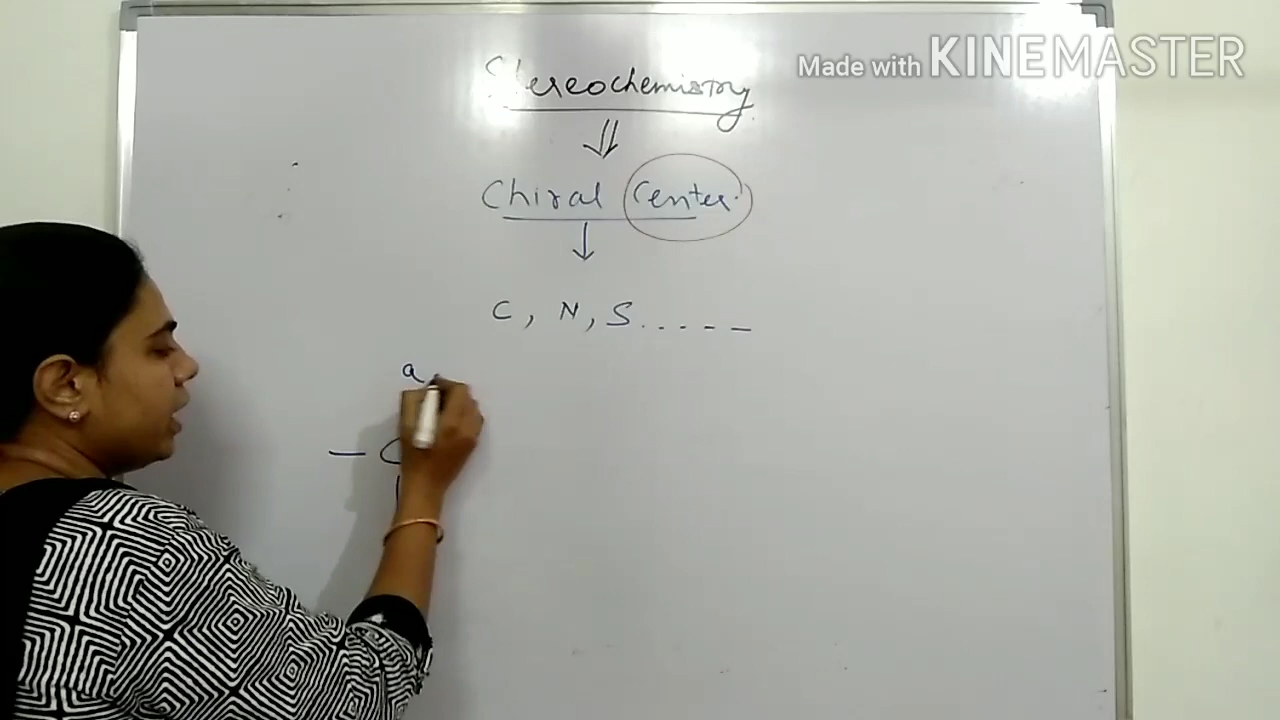 Made with KINEMASTER
Stereochemistry
⇓
Chiral Center
↓
C, N, S.....–
a
– C